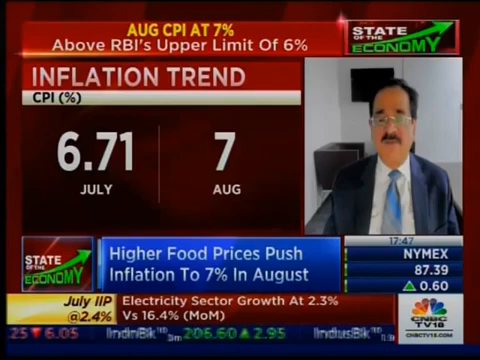 AUG CPI AT 7%
Above RBI's Upper Limit Of 6%
STATE
OF THE
ECONOMY
INFLATION TREND
CPI (%)
6.71
7
JULY
AUG
17:47
STATE
OF THE
ECONOMY
Higher Food Prices Push
Inflation To 7% In August
NYMEX
87.39
0.60
July IIP
@2.4%
Electricity Sector Growth At 2.3%
Vs 16.4% (MoM)
CNBC
TV18
CNBCTV18.COM
25 6.05 IndInBk 206.60 2.95 IndusBk